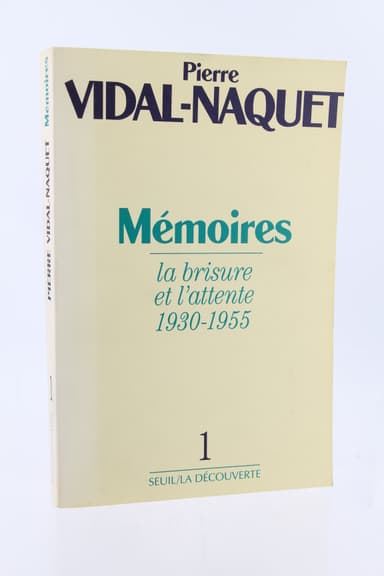 Pierre
VIDAL-NAQUET
Mémoires
la brisure
et l'attente
1930-1955
1
SEUIL/LA DÉCOUVERTE
PIERRE VIDAL-NAQUET Mémoires
1